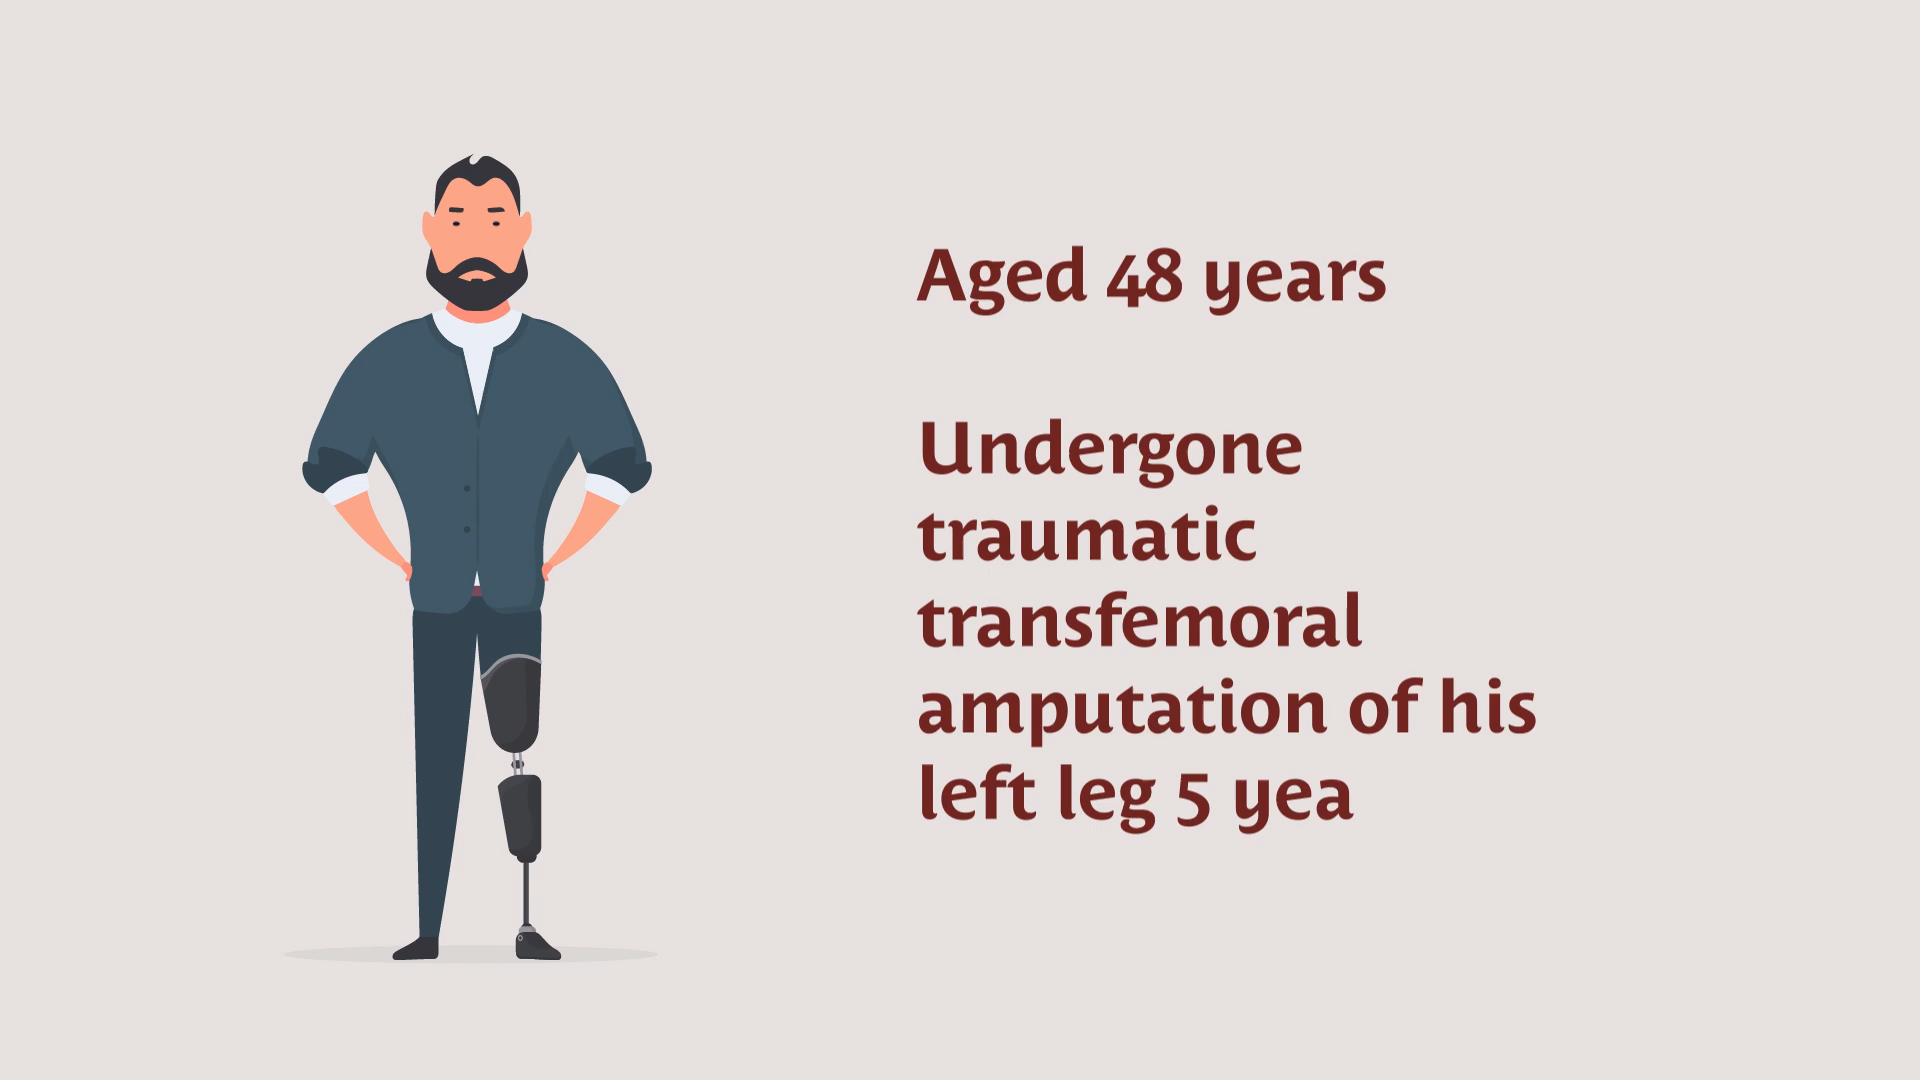 Aged 48 years
Undergone
traumatic
transfemoral
amputation of his
left leg 5 yea